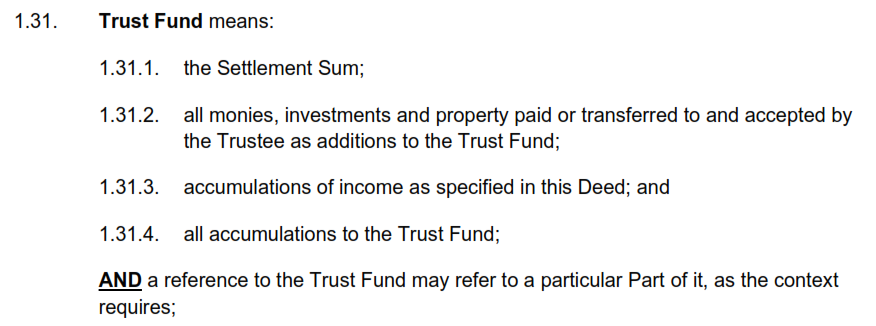 1.31. Trust Fund means:
1.31.1. the Settlement Sum;
1.31.2. all monies, investments and property paid or transferred to and accepted by
the Trustee as additions to the Trust Fund;
1.31.3. accumulations of income as specified in this Deed; and
1.31.4. all accumulations to the Trust Fund;
AND a reference to the Trust Fund may refer to a particular Part of it, as the context
requires;